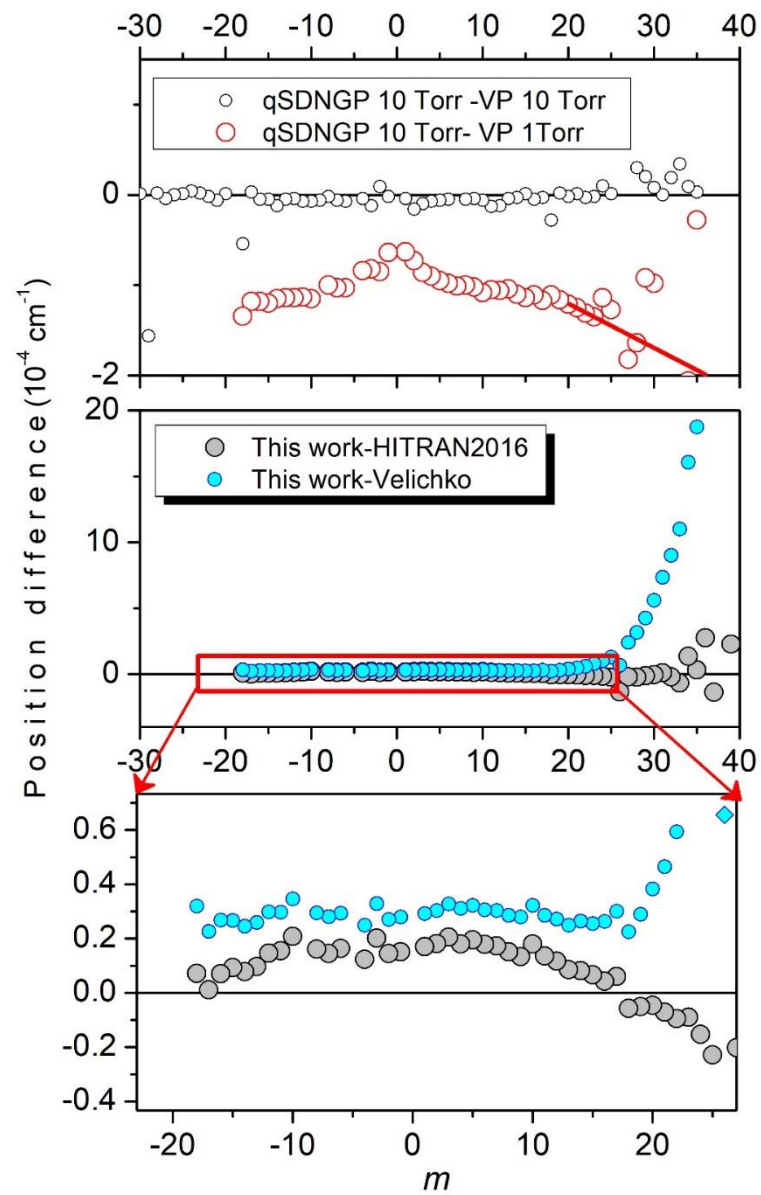 -30 -20 -10 0 10 20 30 40
qSDNGP 10 Torr -VP 10 Torr
qSDNGP 10 Torr- VP 1Torr
0
-2
Position difference (10⁻⁴ cm⁻¹)
20
This work-HITRAN2016
This work-Velichko
10
0
-30 -20 -10 0 10 20 30 40
0.6
0.4
0.2
0.0
-0.2
-0.4
-20 -10 0 10 20
m